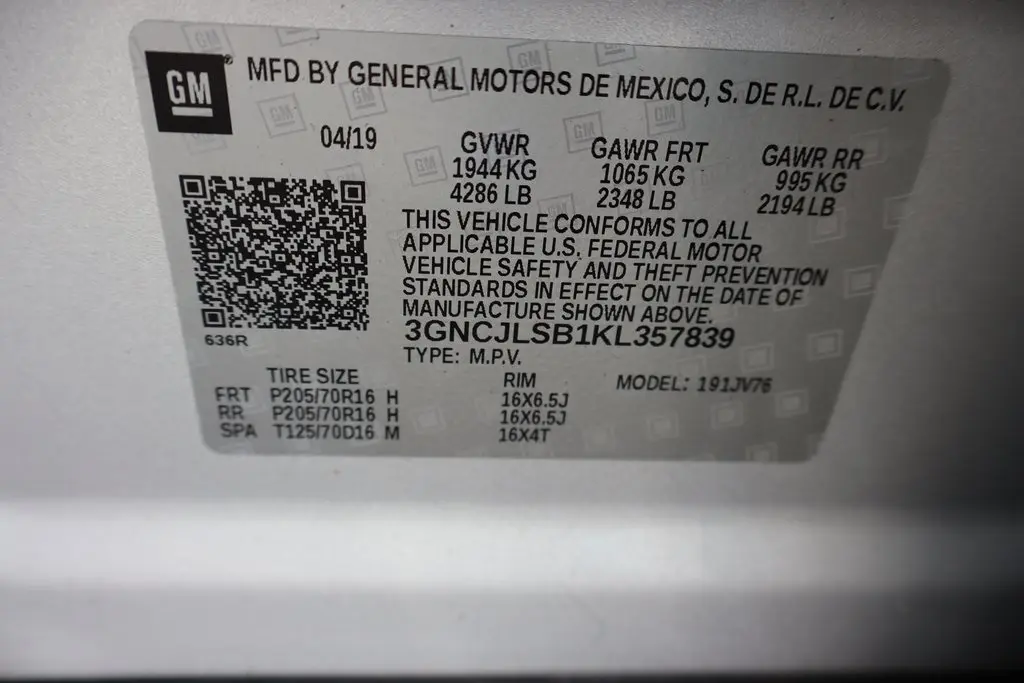 GM® MFD BY GENERAL MOTORS DE MEXICO, S. DE R.L. DE C.V.
04/19 GVWR GAWR FRT GAWR RR
1944 KG 1065 KG 995 KG
4286 LB 2348 LB 2194 LB
THIS VEHICLE CONFORMS TO ALL
APPLICABLE U.S. FEDERAL MOTOR
VEHICLE SAFETY AND THEFT PREVENTION
STANDARDS IN EFFECT ON THE DATE OF
MANUFACTURE SHOWN ABOVE.
3GNCJLSB1KL357839
636R
TYPE: M.P.V.
TIRE SIZE RIM MODEL: 191JV76
FRT P205/70R16 H 16X6.5J
RR P205/70R16 H 16X6.5J
SPA T125/70D16 M 16X4T